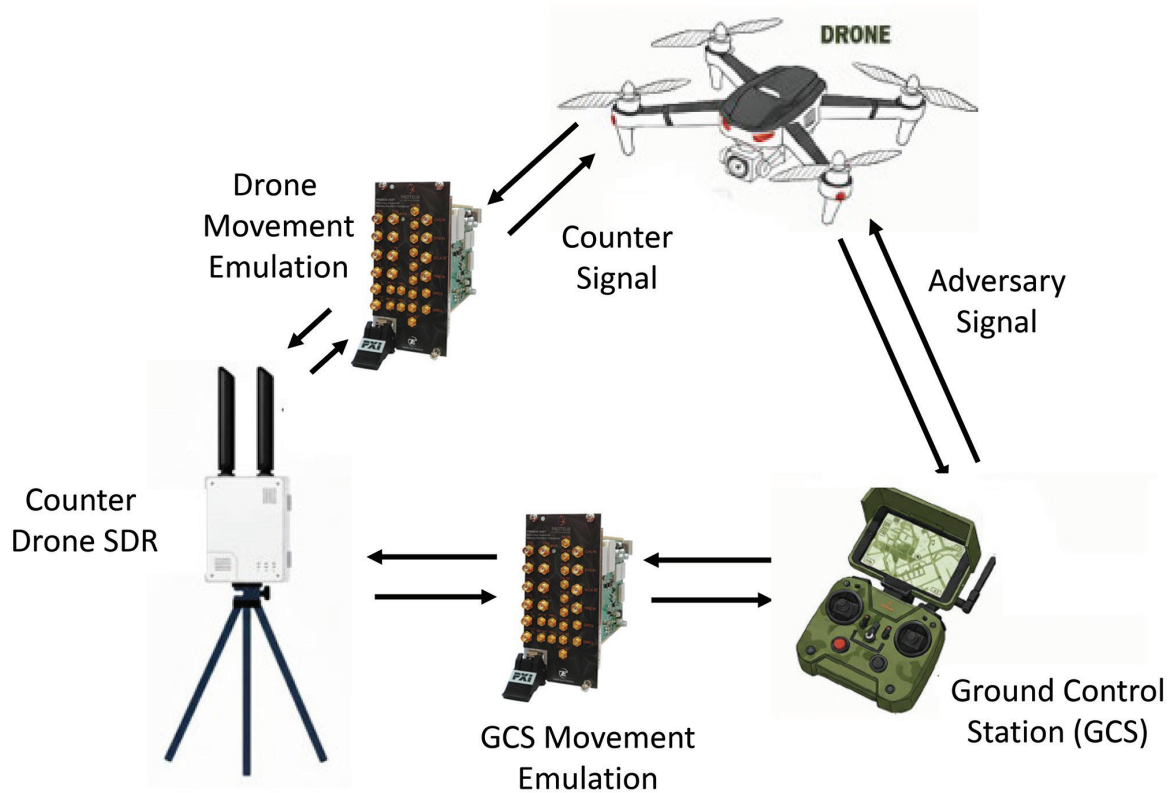 DRONE
Drone
Movement
Emulation
Counter
Signal
Adversary
Signal
PXi
Counter
Drone SDR
PXi
GCS Movement
Emulation
Ground Control
Station (GCS)